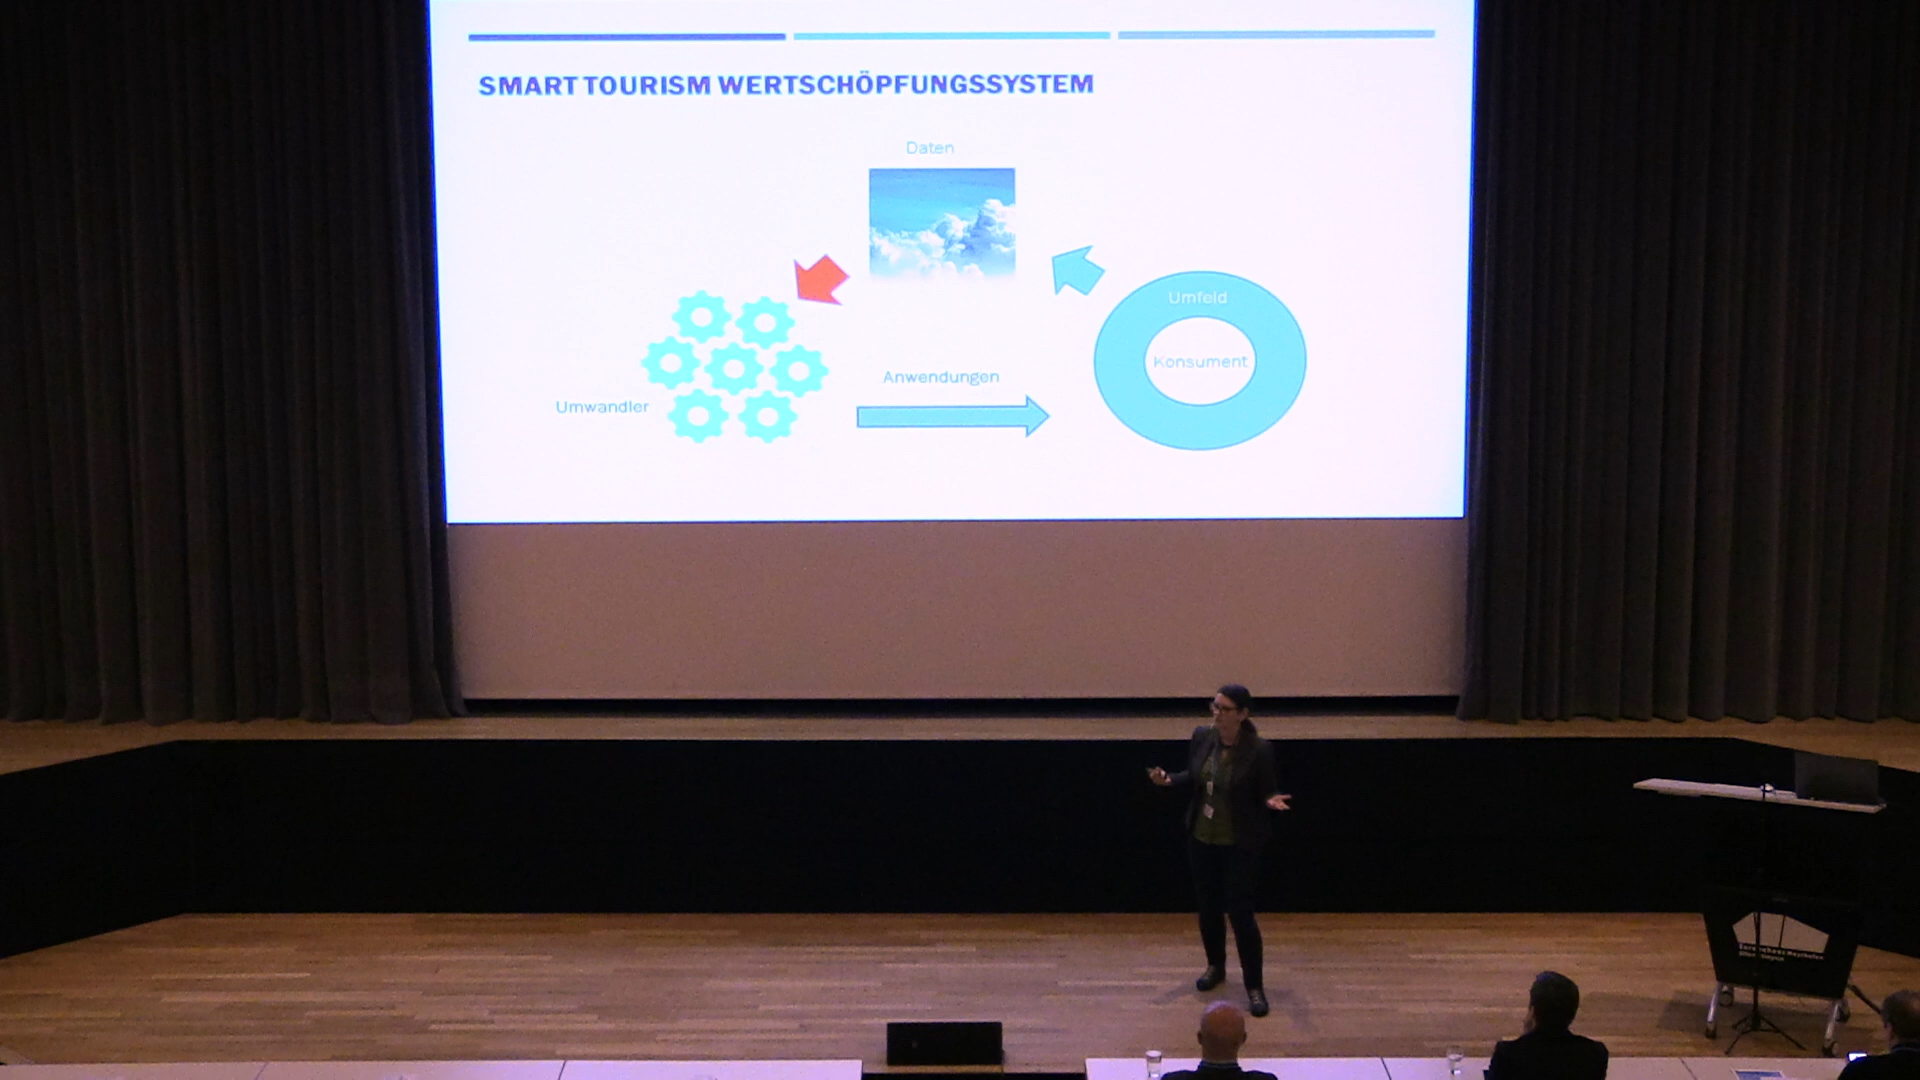 SMART TOURISM WERTSCHÖPFUNGSSYSTEM
Daten
Umfeld
Konsument
Anwendungen
Umwandler